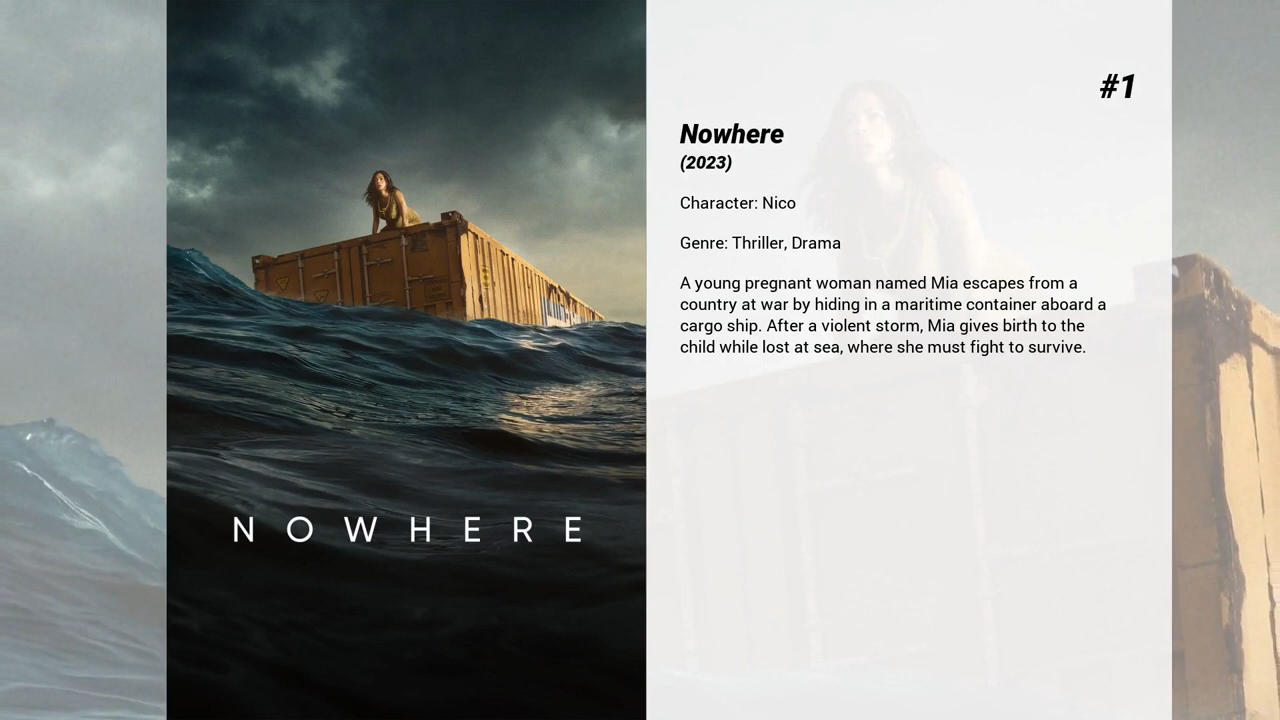 #1
Nowhere
(2023)
Character: Nico
Genre: Thriller, Drama
A young pregnant woman named Mia escapes from a
country at war by hiding in a maritime container aboard a
cargo ship. After a violent storm, Mia gives birth to the
child while lost at sea, where she must fight to survive.
NOWHERE